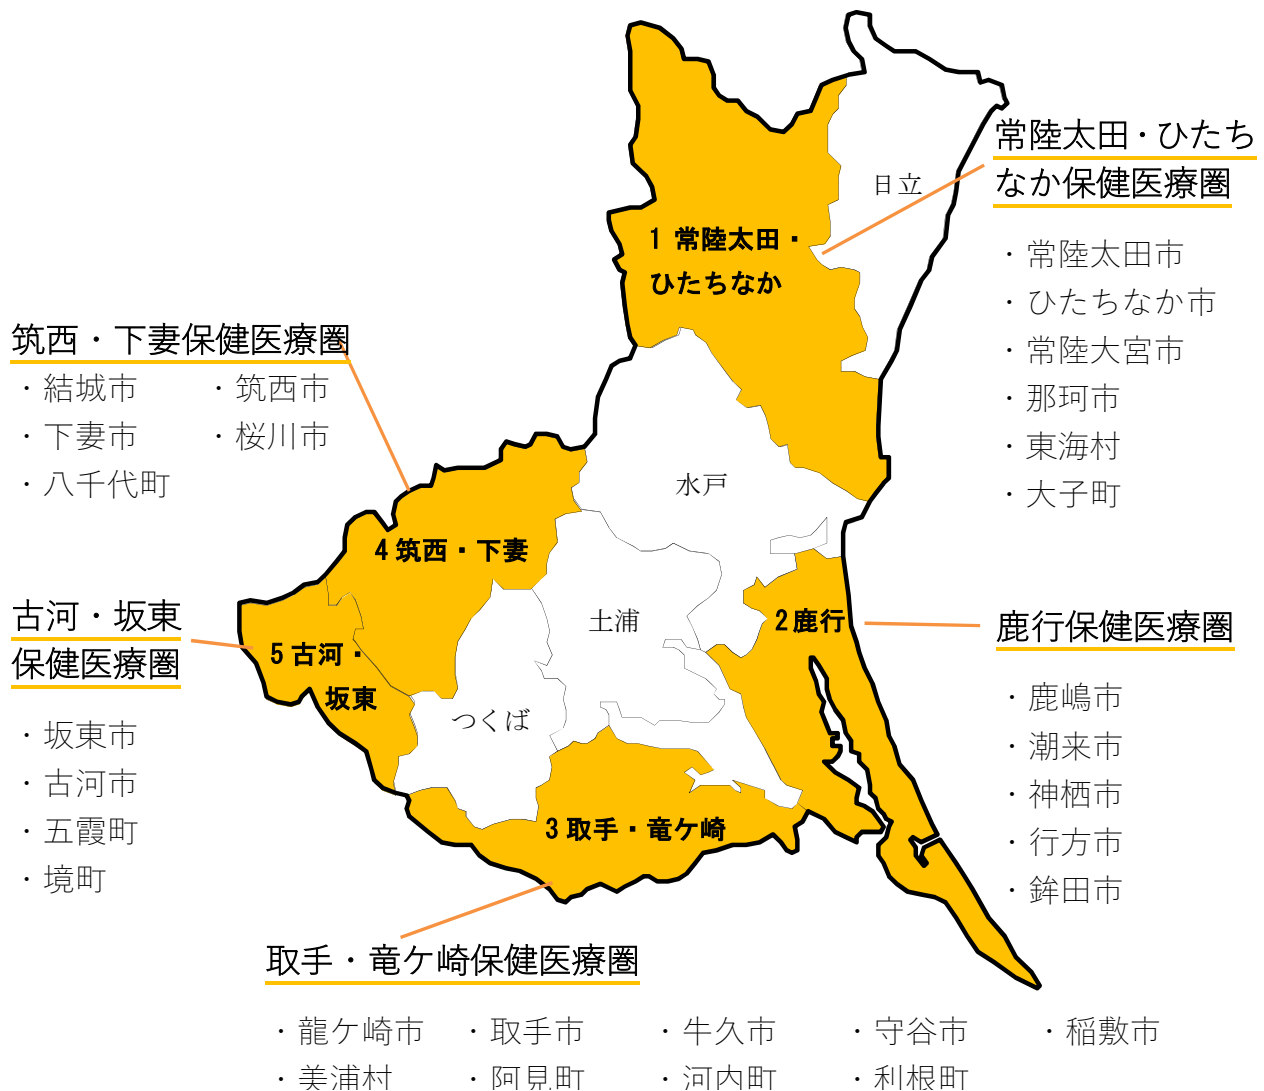 常陸太田・ひたち
なか保健医療圏
・常陸太田市
・ひたちなか市
・常陸大宮市
・那珂市
・東海村
・大子町
日立
1 常陸太田・
ひたちなか
筑西・下妻保健医療圏
・結城市 ・筑西市
・下妻市 ・桜川市
・八千代町
水戸
4 筑西・下妻
土浦
2 鹿行
古河・坂東
保健医療圏
・坂東市
・古河市
・五霞町
・境町
5 古河・
坂東
つくば
鹿行保健医療圏
・鹿嶋市
・潮来市
・神栖市
・行方市
・鉾田市
3 取手・竜ケ崎
取手・竜ケ崎保健医療圏
・龍ケ崎市 ・取手市 ・牛久市 ・守谷市 ・稲敷市
・美浦村 ・阿見町 ・河内町 ・利根町